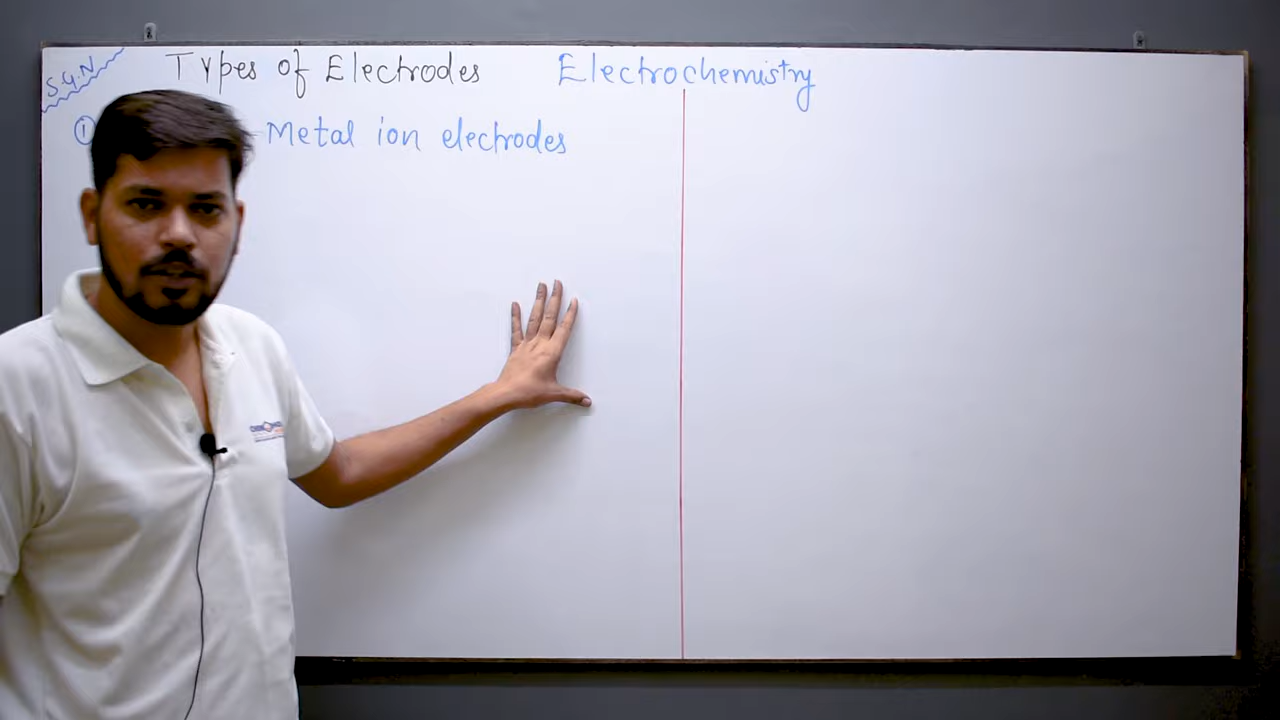 S.G.N
Types of Electrodes Electrochemistry
① - Metal ion electrodes